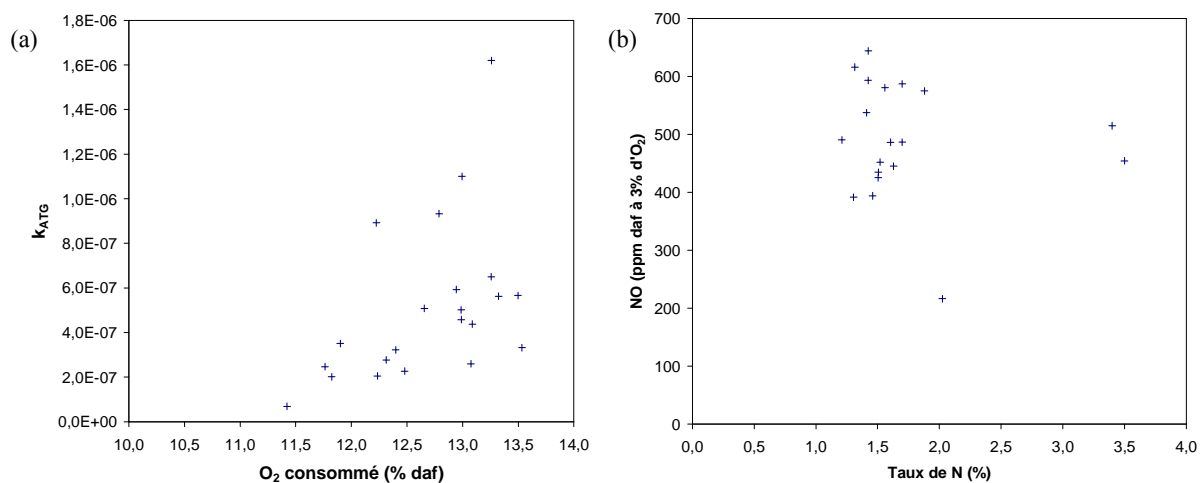 (a)
1,8E-06
1,6E-06
1,4E-06
1,2E-06
1,0E-06
8,0E-07
6,0E-07
4,0E-07
2,0E-07
0,0E+00
k_ATG
10,0 10,5 11,0 11,5 12,0 12,5 13,0 13,5 14,0
O₂ consommé (% daf)
(b)
700
600
500
400
300
200
100
0
NO (ppm daf à 3% d'O₂)
0,0 0,5 1,0 1,5 2,0 2,5 3,0 3,5 4,0
Taux de N (%)